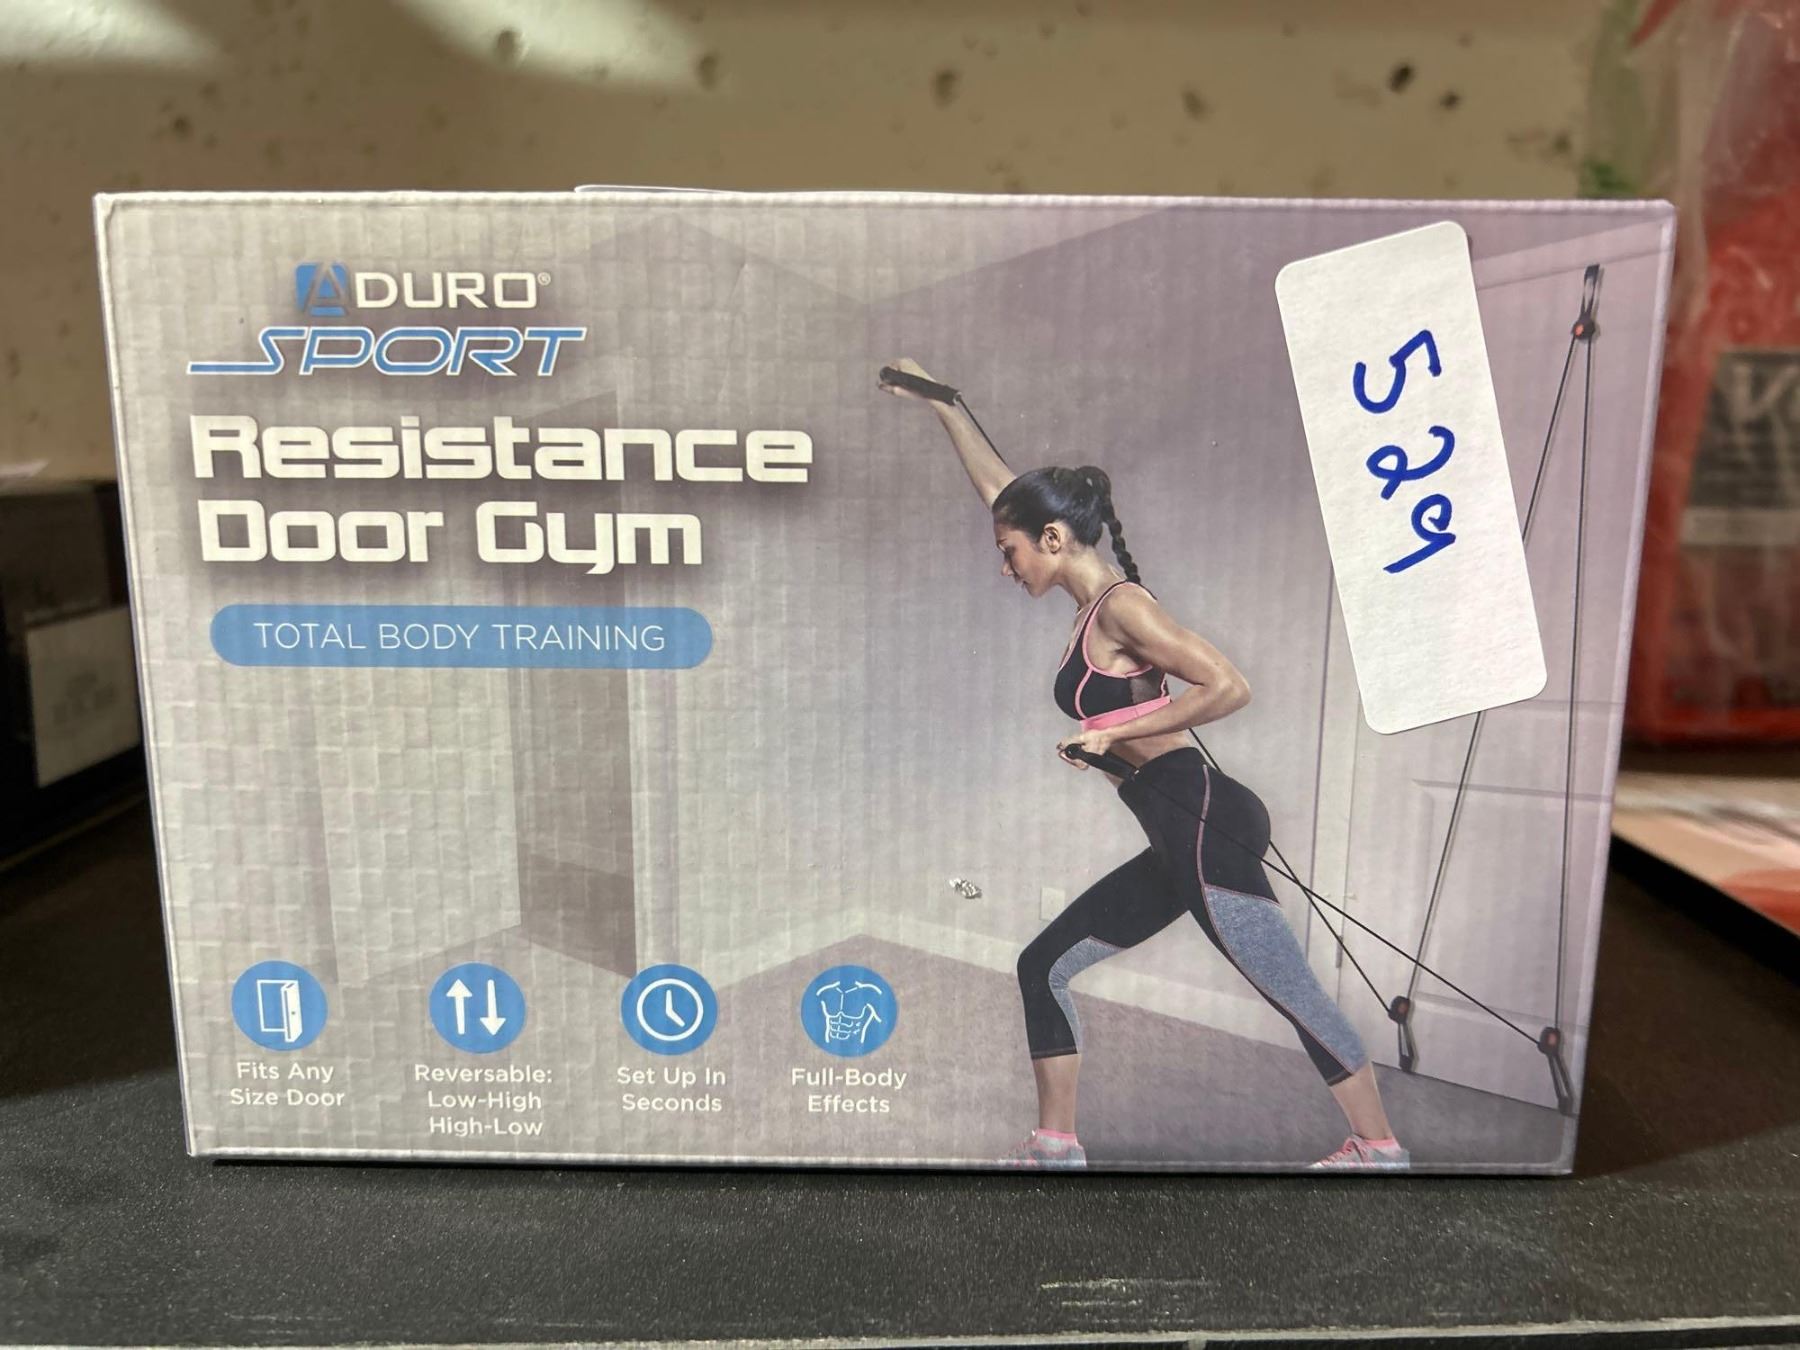 ADURO®
SPORT
Resistance
Door Gym
TOTAL BODY TRAINING
529
Fits Any
Size Door
Reversable:
Low-High
High-Low
Set Up In
Seconds
Full-Body
Effects